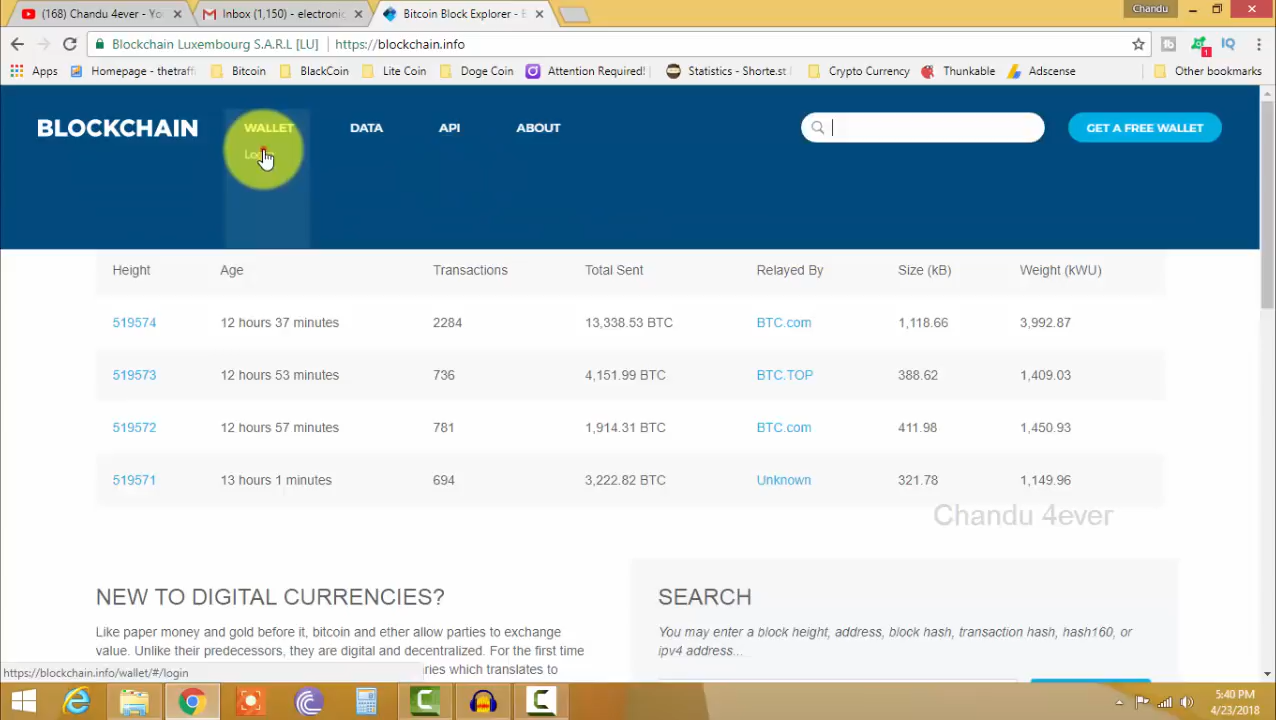 (168) Chandu 4ever - Yo
Inbox (1,150) - electronic
Bitcoin Block Explorer - E
Chandu
Blockchain Luxembourg S.A.R.L [LU]
https://blockchain.info
1
IQ
Apps
Homepage - thetraffi
Bitcoin
BlackCoin
Lite Coin
Doge Coin
Attention Required!
Statistics - Shorte.st
Crypto Currency
Thunkable
Adscense
Other bookmarks
BLOCKCHAIN
WALLET
DATA
API
ABOUT
GET A FREE WALLET
Height Age Transactions Total Sent Relayed By Size (kB) Weight (kWU)
519574 12 hours 37 minutes 2284 13,338.53 BTC BTC.com 1,118.66 3,992.87
519573 12 hours 53 minutes 736 4,151.99 BTC BTC.TOP 388.62 1,409.03
519572 12 hours 57 minutes 781 1,914.31 BTC BTC.com 411.98 1,450.93
519571 13 hours 1 minutes 694 3,222.82 BTC Unknown 321.78 1,149.96
Chandu 4ever
NEW TO DIGITAL CURRENCIES?
Like paper money and gold before it, bitcoin and ether allow parties to exchange
value. Unlike their predecessors, they are digital and decentralized. For the first time
ries which translates to
SEARCH
You may enter a block height, address, block hash, transaction hash, hash160, or
ipv4 address...
https://blockchain.info/wallet/#/login
5:40 PM
4/23/2018